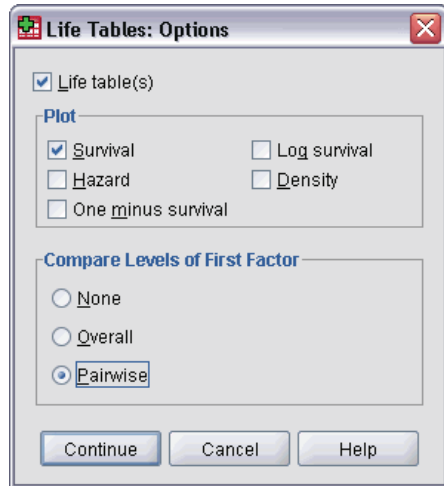 Life Tables: Options
Life table(s)
Plot
Survival
Log survival
Hazard
Density
One minus survival
Compare Levels of First Factor
None
Overall
Pairwise
Continue
Cancel
Help